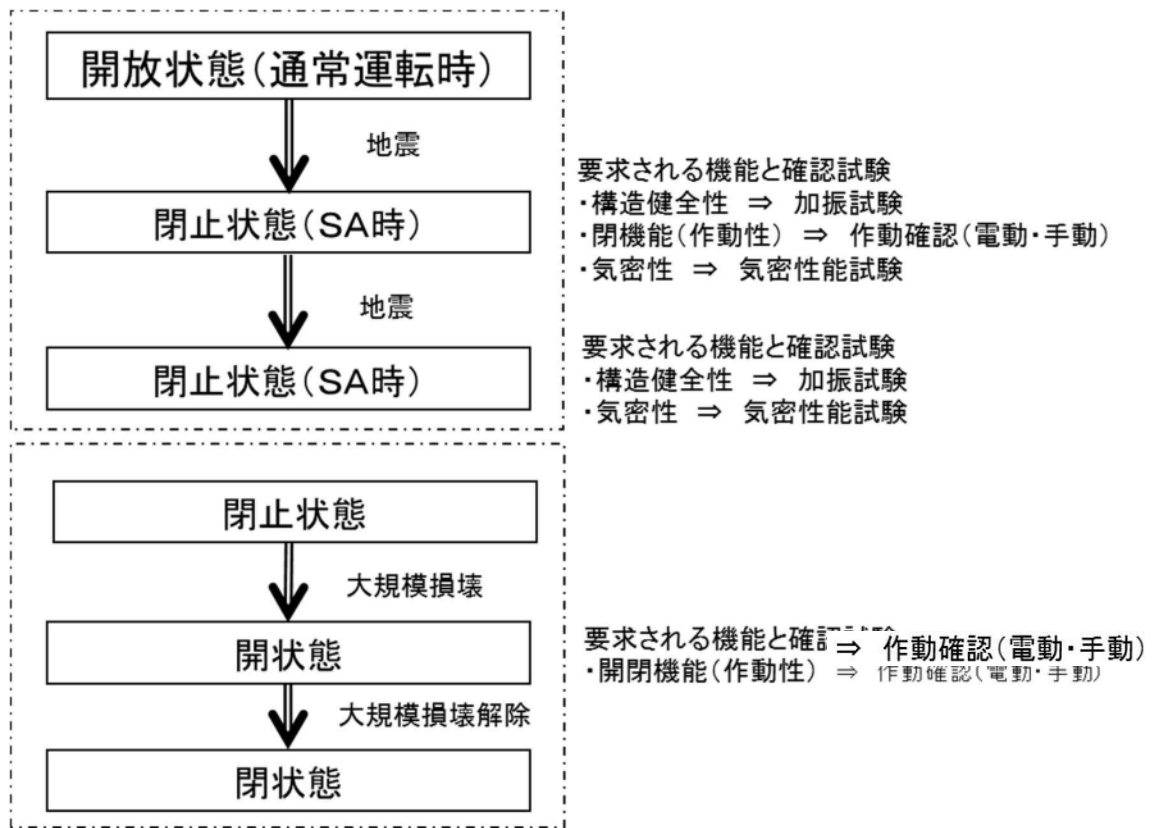 開放状態(通常運転時)
地震
閉止状態(SA時)
地震
閉止状態(SA時)
要求される機能と確認試験
・構造健全性 ⇒ 加振試験
・閉機能(作動性) ⇒ 作動確認(電動・手動)
・気密性 ⇒ 気密性能試験
要求される機能と確認試験
・構造健全性 ⇒ 加振試験
・気密性 ⇒ 気密性能試験
閉止状態
大規模損壊
開状態
大規模損壊解除
閉状態
要求される機能と確認試験
⇒ 作動確認(電動・手動)
・開閉機能(作動性) ⇒ 作動確認(電動・手動)